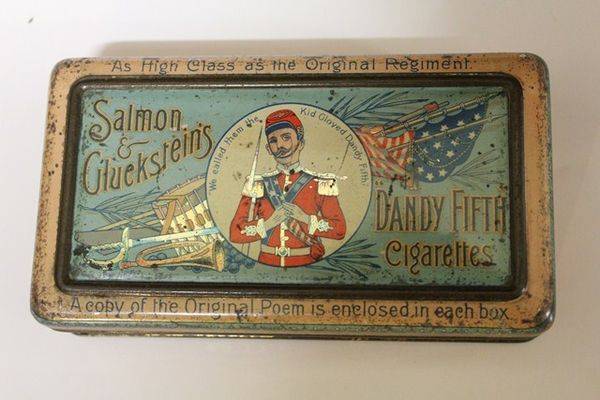 As High Class as the Original Regiment.
Salmon
&
Gluckstein's
We called them the Kid Gloved Dandy Fifth
"DANDY FIFTH"
Cigarettes
A copy of the Original Poem is enclosed in each box.